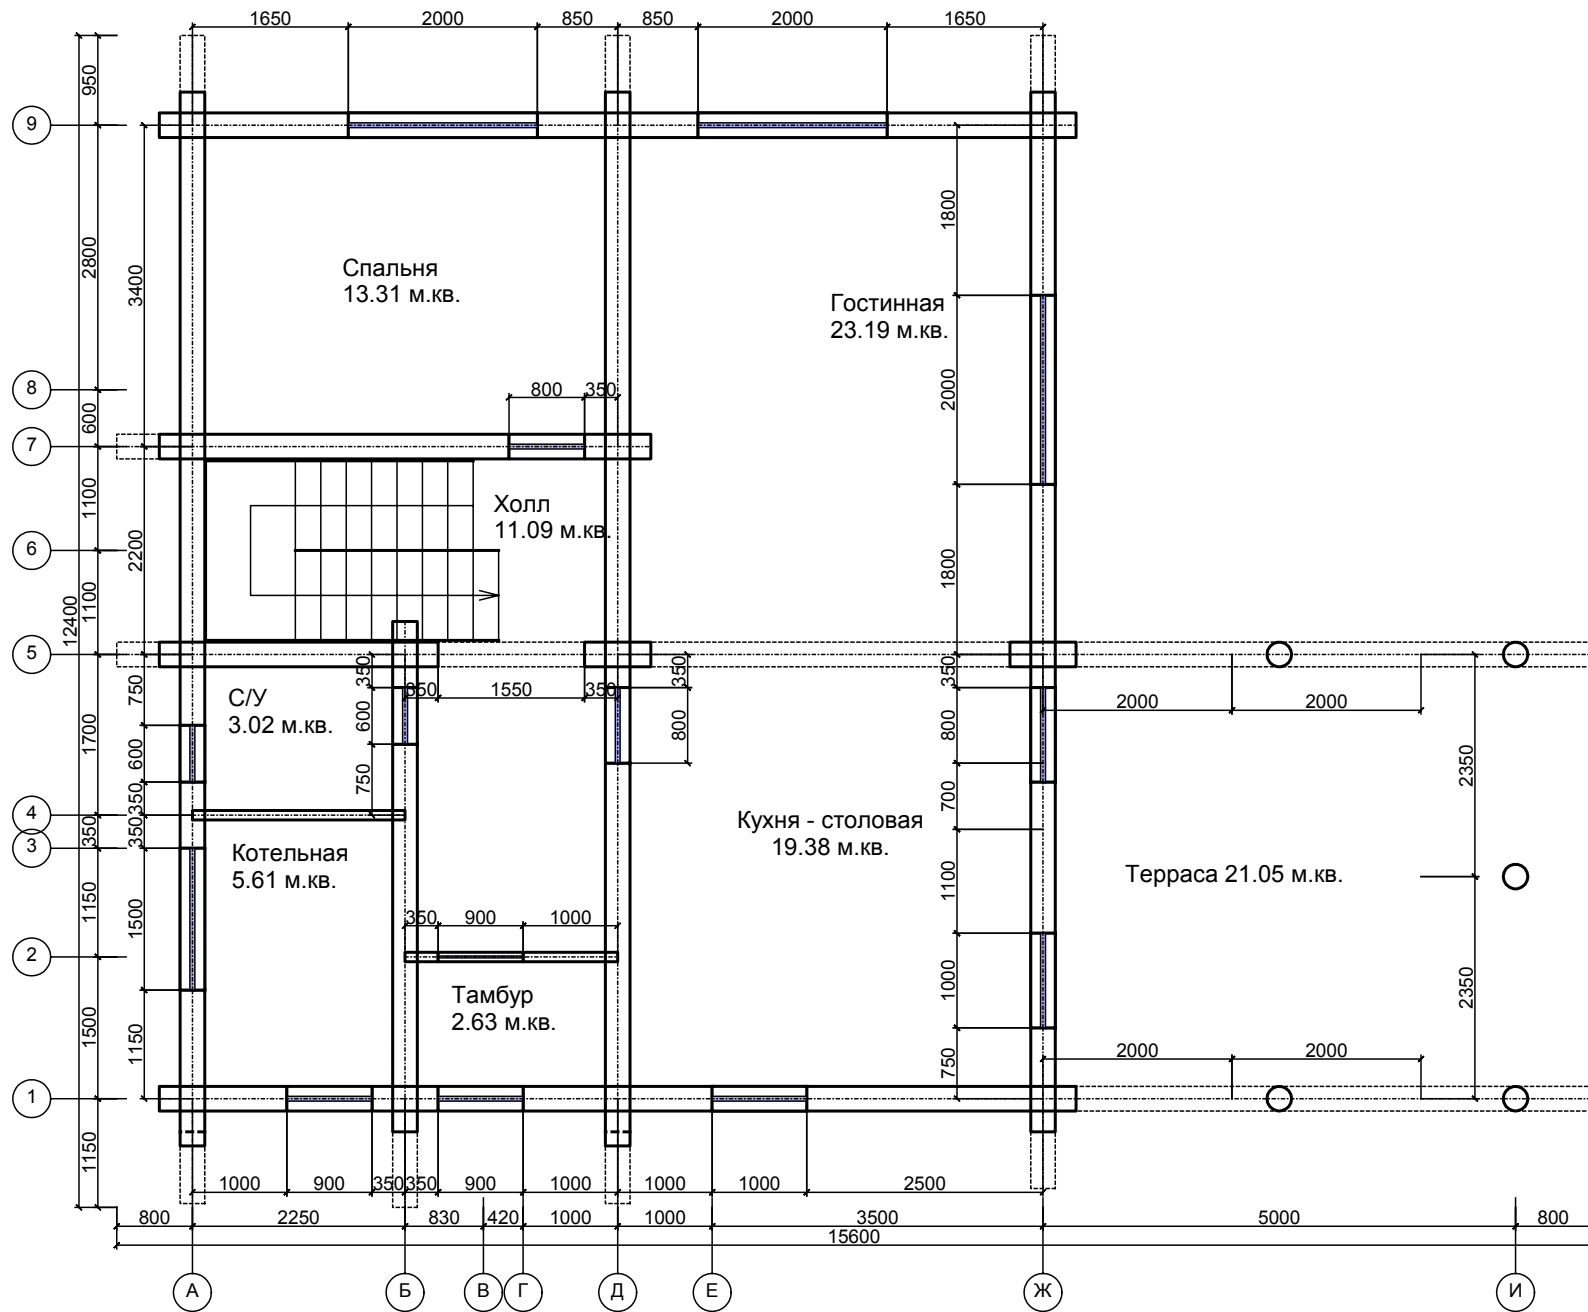 1650 2000 850 850 2000 1650
950
9
2800
3400
1800
Спальня
13.31 м.кв.
Гостинная
23.19 м.кв.
2000
8
600
800 350
7
1100
2200
Холл
11.09 м.кв.
6
1800
1100
12400
5
350
350
350
750
350 1550 350
2000 2000
С/У
3.02 м.кв.
600
800
800
1700
600
750
2350
350
700
4
350
350
3
Кухня - столовая
19.38 м.кв.
Котельная
5.61 м.кв.
Терраса 21.05 м.кв.
1150
1500
1100
350 900 1000
2
Тамбур
2.63 м.кв.
1000
2350
1500
1150
750
2000 2000
1
1150
1000 900 350 350 900 1000 1000 1000 2500
800 2250 830 420 1000 1000 3500 5000 800
15600
А Б В Г Д Е Ж И